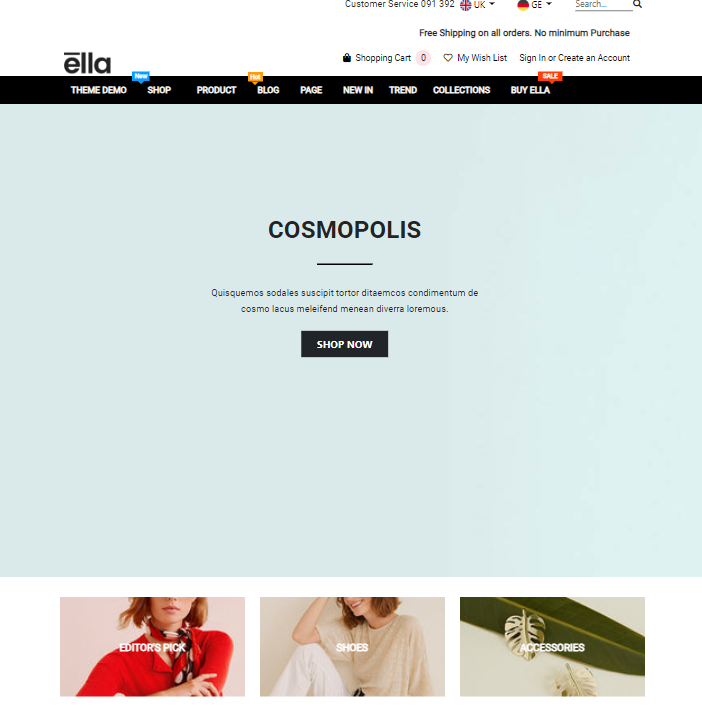 Customer Service 091 392 UK GE Search...
Free Shipping on all orders. No minimum Purchase
ēlla
Shopping Cart 0 My Wish List Sign In or Create an Account
New Hot SALE
THEME DEMO SHOP PRODUCT BLOG PAGE NEW IN TREND COLLECTIONS BUY ELLA
COSMOPOLIS
Quisquemos sodales suscipit tortor ditaemcos condimentum de
cosmo lacus meleifend menean diverra loremous.
SHOP NOW
EDITOR'S PICK SHOES ACCESSORIES